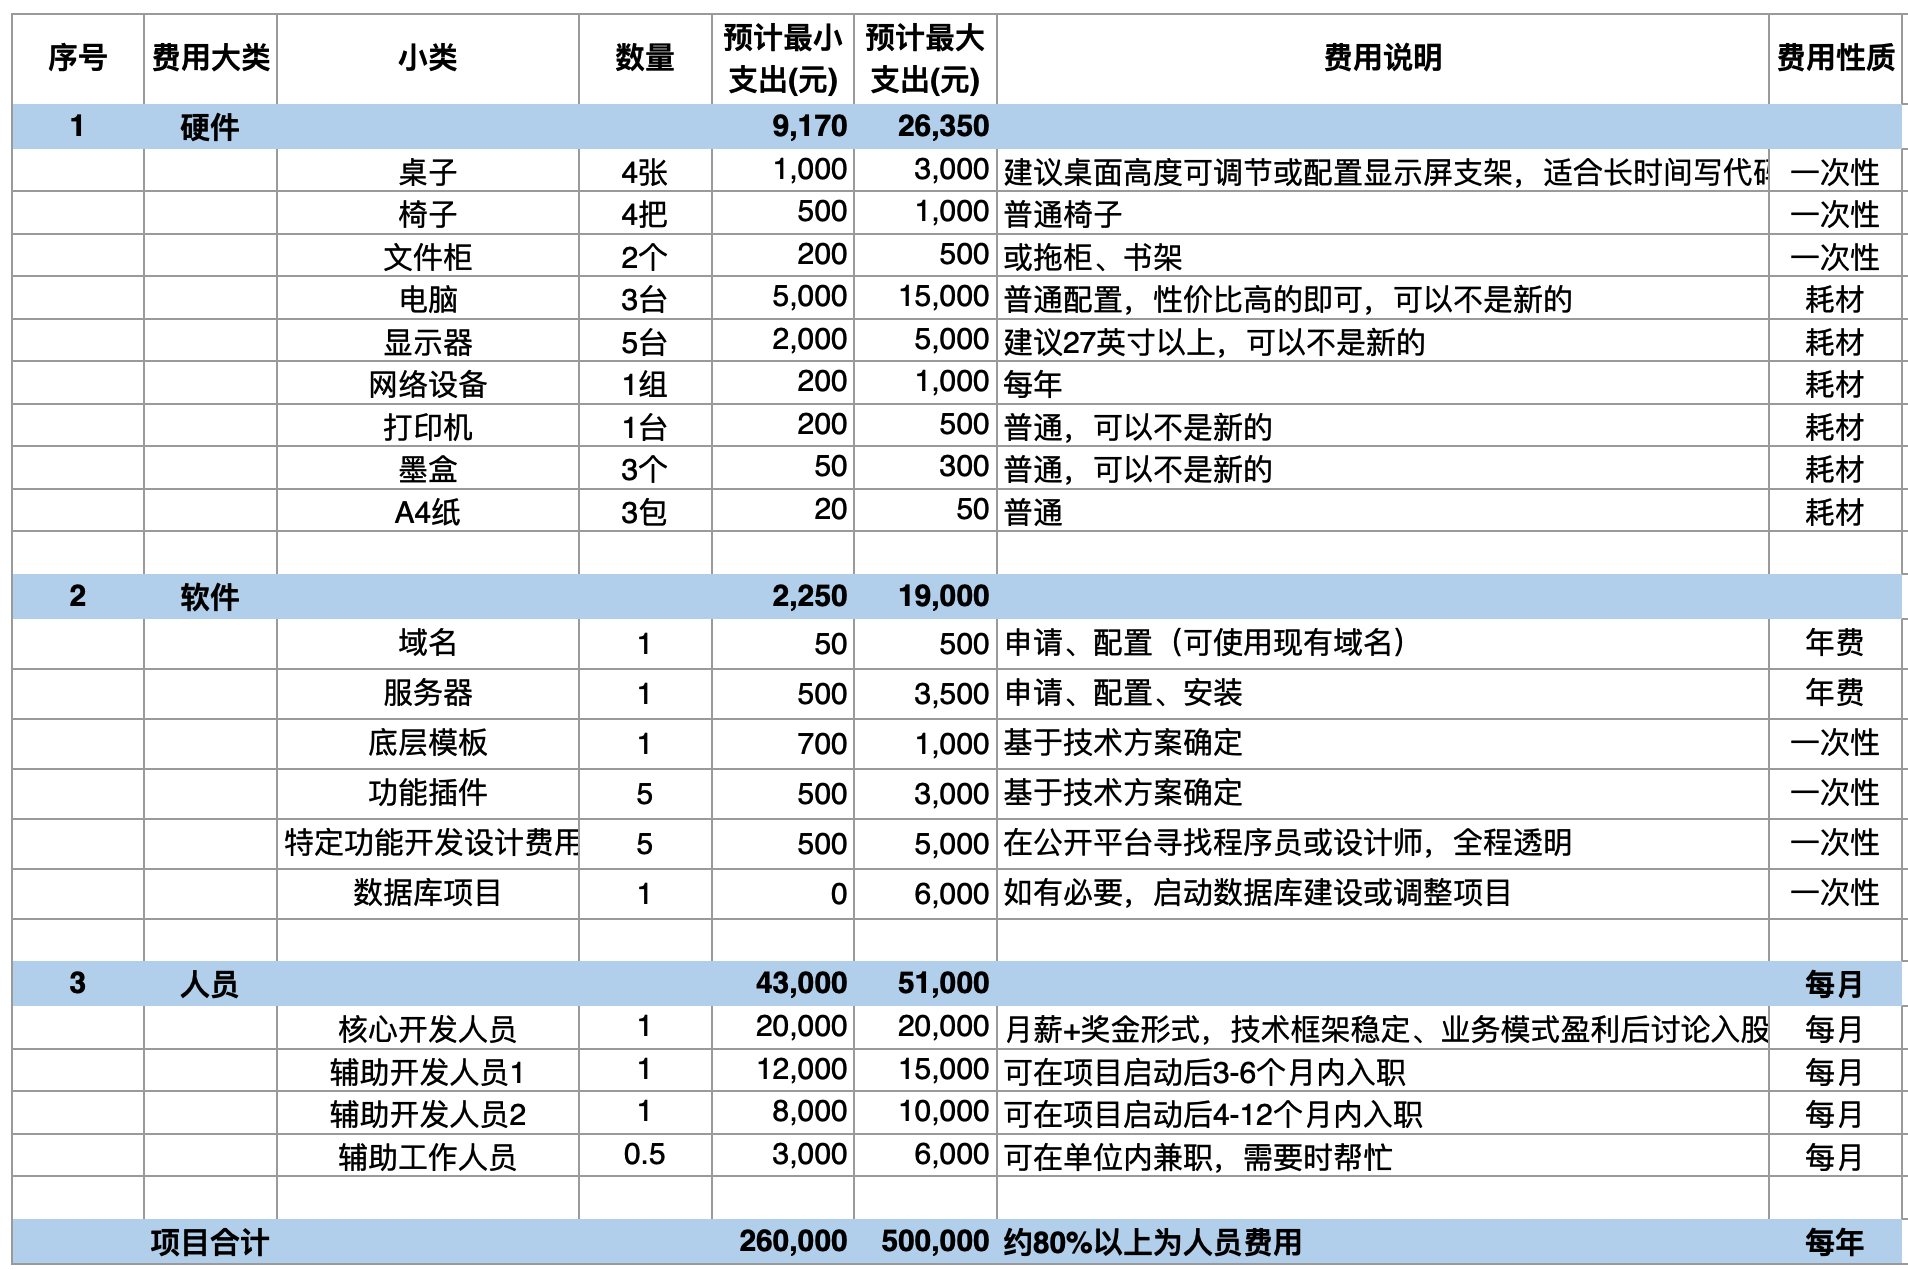 序号 费用大类 小类 数量 预计最小支出(元) 预计最大支出(元) 费用说明 费用性质
1 硬件 9,170 26,350
桌子 4张 1,000 3,000 建议桌面高度可调节或配置显示屏支架，适合长时间写代码 一次性
椅子 4把 500 1,000 普通椅子 一次性
文件柜 2个 200 500 或拖柜、书架 一次性
电脑 3台 5,000 15,000 普通配置，性价比高的即可，可以不是新的 耗材
显示器 5台 2,000 5,000 建议27英寸以上，可以不是新的 耗材
网络设备 1组 200 1,000 每年 耗材
打印机 1台 200 500 普通，可以不是新的 耗材
墨盒 3个 50 300 普通，可以不是新的 耗材
A4纸 3包 20 50 普通 耗材
2 软件 2,250 19,000
域名 1 50 500 申请、配置（可使用现有域名） 年费
服务器 1 500 3,500 申请、配置、安装 年费
底层模板 1 700 1,000 基于技术方案确定 一次性
功能插件 5 500 3,000 基于技术方案确定 一次性
特定功能开发设计费用 5 500 5,000 在公开平台寻找程序员或设计师，全程透明 一次性
数据库项目 1 0 6,000 如有必要，启动数据库建设或调整项目 一次性
3 人员 43,000 51,000 每月
核心开发人员 1 20,000 20,000 月薪+奖金形式，技术框架稳定、业务模式盈利后讨论入股 每月
辅助开发人员1 1 12,000 15,000 可在项目启动后3-6个月内入职 每月
辅助开发人员2 1 8,000 10,000 可在项目启动后4-12个月内入职 每月
辅助工作人员 0.5 3,000 6,000 可在单位内兼职，需要时帮忙 每月
项目合计 260,000 500,000 约80%以上为人员费用 每年